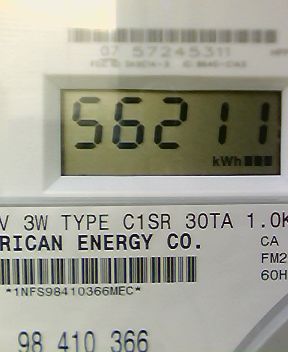 07 57245311
56211
kWh
V 3W TYPE C1SR 30TA 1.0K
RICAN ENERGY CO.
CA
FM2
60H
*1NFS98410366MEC*
98 410 366